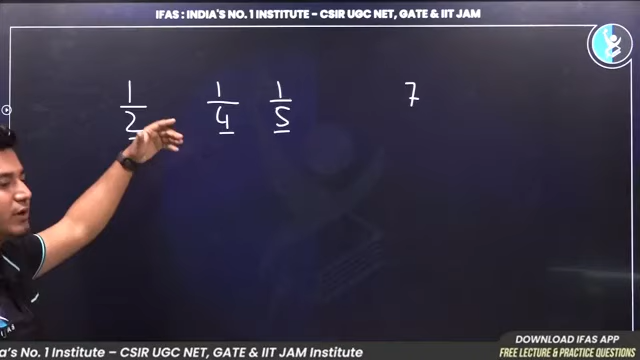 IFAS : INDIA'S NO. 1 INSTITUTE – CSIR UGC NET, GATE & IIT JAM
1/2 1/4 1/5 7
DOWNLOAD IFAS APP
a's No. 1 Institute – CSIR UGC NET, GATE & IIT JAM Institute
FREE LECTURE & PRACTICE QUESTIONS